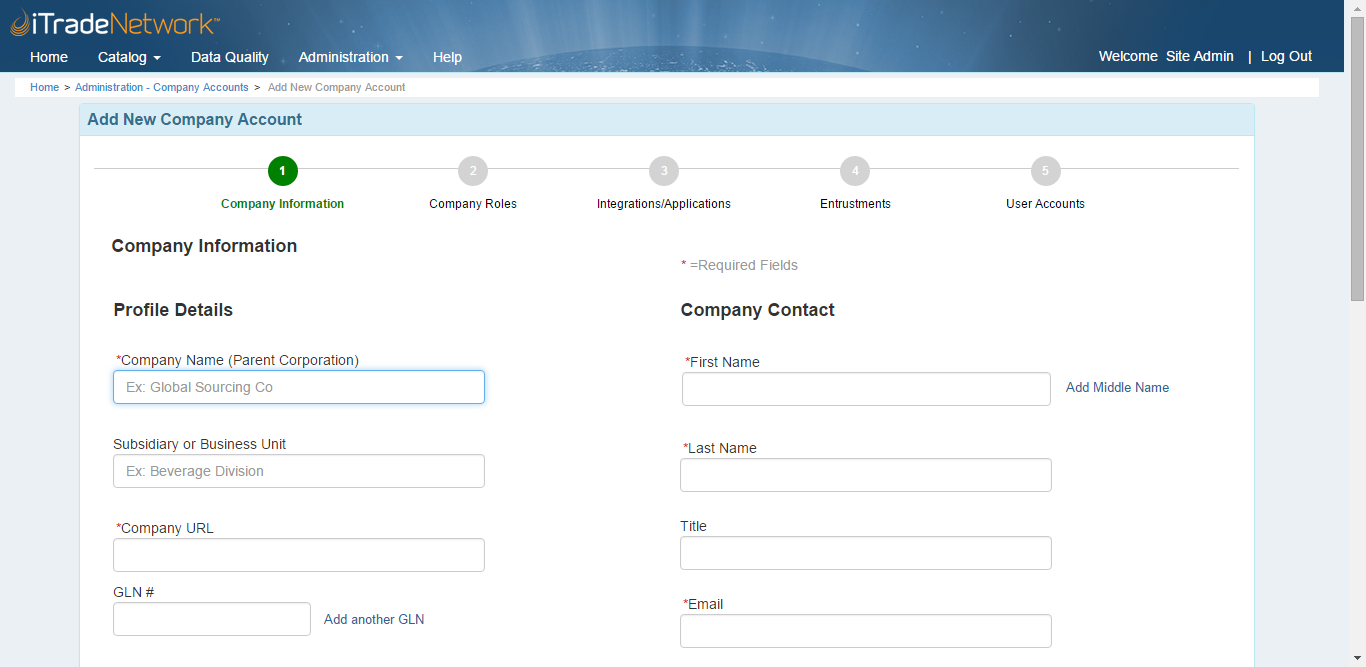 iTradeNetwork™
Home Catalog Data Quality Administration Help
Welcome Site Admin | Log Out
Home > Administration - Company Accounts > Add New Company Account
Add New Company Account
1 2 3 4 5
Company Information Company Roles Integrations/Applications Entrustments User Accounts
Company Information
* =Required Fields
Profile Details
*Company Name (Parent Corporation)
Ex: Global Sourcing Co
Subsidiary or Business Unit
Ex: Beverage Division
*Company URL
GLN #
Add another GLN
Company Contact
*First Name
Add Middle Name
*Last Name
Title
*Email